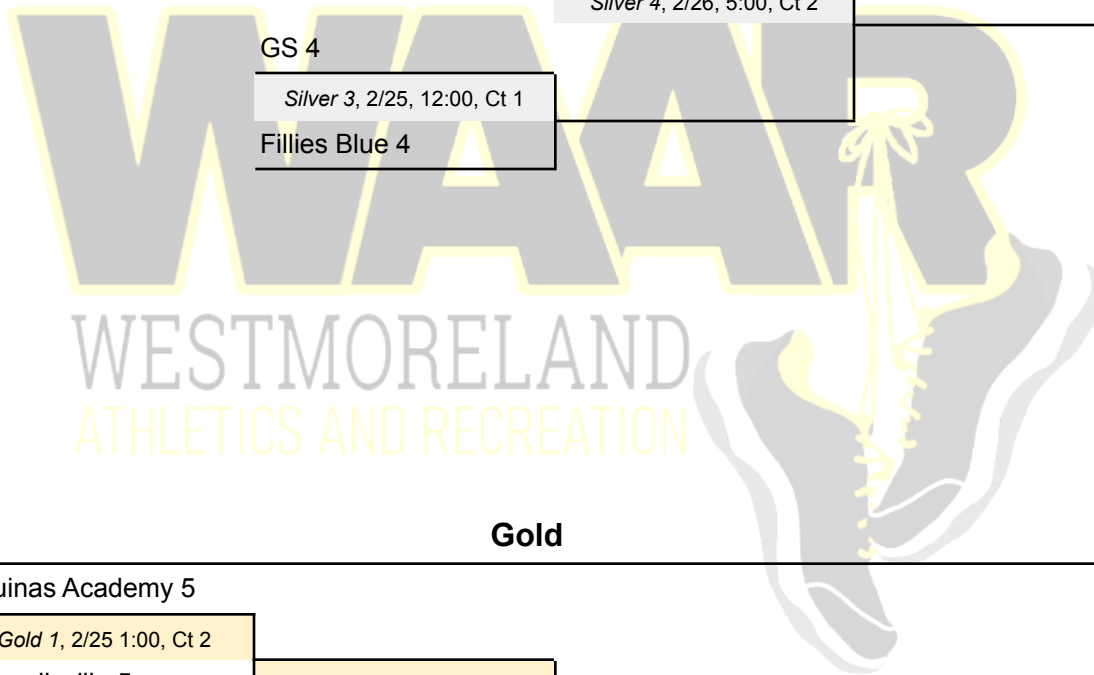 Silver 4, 2/26, 5:00, Ct 2
GS 4
Silver 3, 2/25, 12:00, Ct 1
Fillies Blue 4
WAAR
WESTMORELAND
ATHLETICS AND RECREATION
Gold
uinas Academy 5
Gold 1, 2/25 1:00, Ct 2